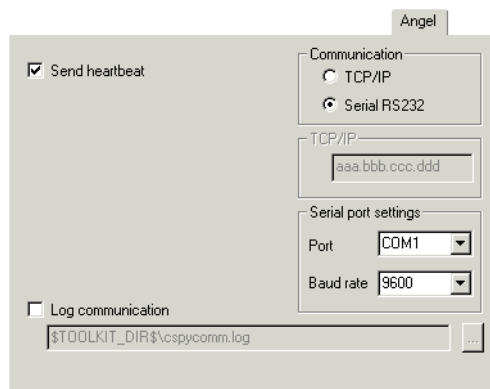 Angel
Send heartbeat
Communication
TCP/IP
Serial RS232
TCP/IP
aaa.bbb.ccc.ddd
Serial port settings
Port COM1
Baud rate 9600
Log communication
$TOOLKIT_DIR$\cspycomm.log ...